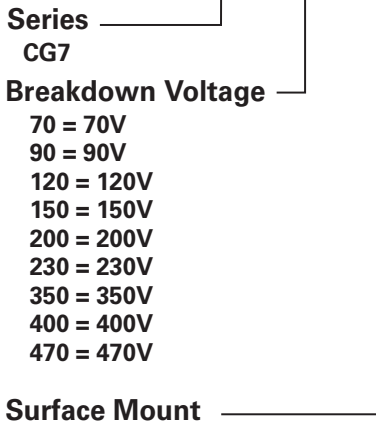 Series
CG7
Breakdown Voltage
70 = 70V
90 = 90V
120 = 120V
150 = 150V
200 = 200V
230 = 230V
350 = 350V
400 = 400V
470 = 470V
Surface Mount